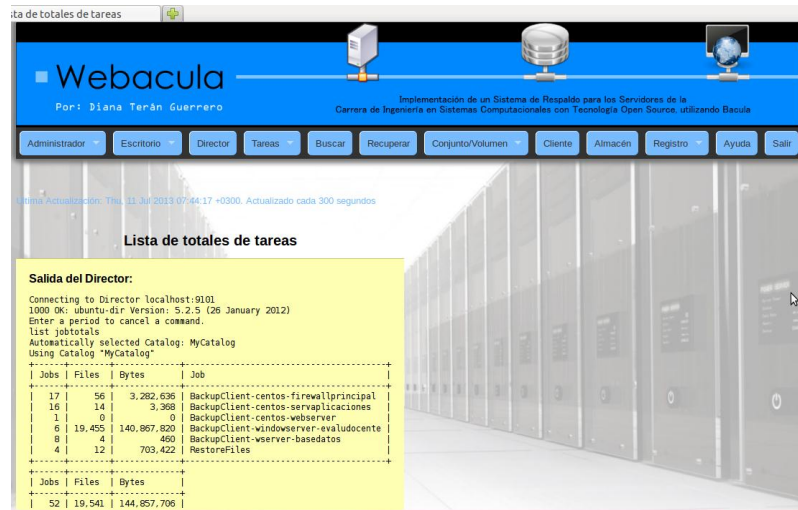 sta de totales de tareas
Webacula
Por: Diana Terán Guerrero
Implementación de un Sistema de Respaldo para los Servidores de la
Carrera de Ingeniería en Sistemas Computacionales con Tecnología Open Source, utilizando Bacula
Administrador Escritorio Director Tareas Buscar Recuperar Conjunto/Volumen Cliente Almacén Registro Ayuda Salir
Ultima Actualización: Thu, 11 Jul 2013 07:44:17 +0300. Actualizado cada 300 segundos
Lista de totales de tareas
Salida del Director:
Connecting to Director localhost:9101
1000 OK: ubuntu-dir Version: 5.2.5 (26 January 2012)
Enter a period to cancel a command.
list jobtotals
Automatically selected Catalog: MyCatalog
Using Catalog "MyCatalog"
+------+--------+-------------+----------------------------------------+
| Jobs | Files | Bytes | Job |
+------+--------+-------------+----------------------------------------+
| 17 | 56 | 3,282,636 | BackupClient-centos-firewallprincipal |
| 16 | 14 | 3,368 | BackupClient-centos-servaplicaciones |
| 1 | 0 | 0 | BackupClient-centos-webserver |
| 6 | 19,455 | 140,867,820 | BackupClient-windowserver-evaludocente |
| 8 | 4 | 460 | BackupClient-wserver-basedatos |
| 4 | 12 | 703,422 | RestoreFiles |
+------+--------+-------------+----------------------------------------+
+------+--------+-------------+
| Jobs | Files | Bytes |
+------+--------+-------------+
| 52 | 19,541 | 144,857,706 |